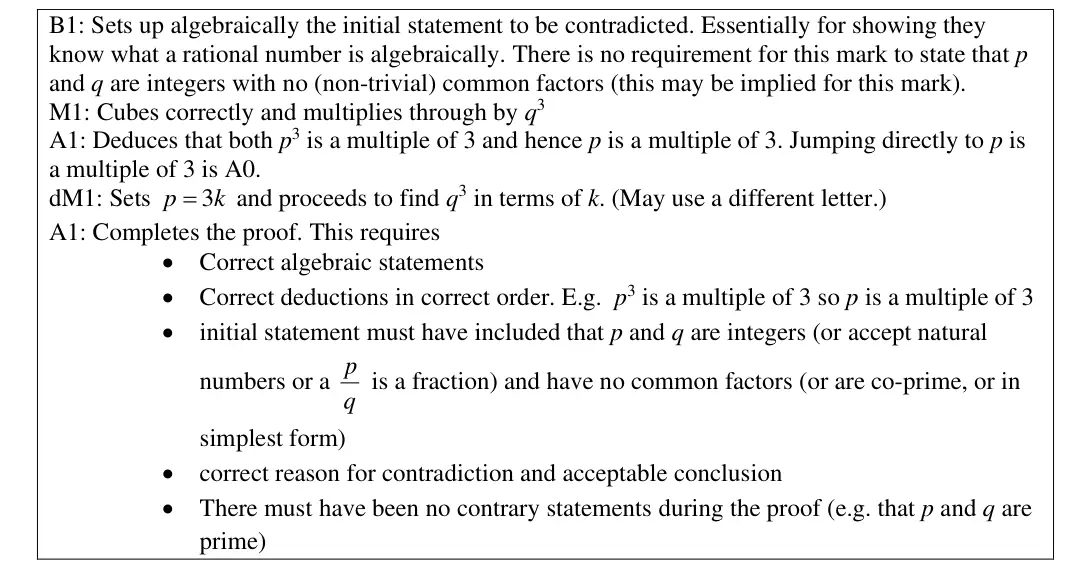 B1: Sets up algebraically the initial statement to be contradicted. Essentially for showing they
know what a rational number is algebraically. There is no requirement for this mark to state that p
and q are integers with no (non-trivial) common factors (this may be implied for this mark).
M1: Cubes correctly and multiplies through by q³
A1: Deduces that both p³ is a multiple of 3 and hence p is a multiple of 3. Jumping directly to p is
a multiple of 3 is A0.
dM1: Sets p = 3k and proceeds to find q³ in terms of k. (May use a different letter.)
A1: Completes the proof. This requires
• Correct algebraic statements
• Correct deductions in correct order. E.g. p³ is a multiple of 3 so p is a multiple of 3
• initial statement must have included that p and q are integers (or accept natural
numbers or a p/q is a fraction) and have no common factors (or are co-prime, or in
simplest form)
• correct reason for contradiction and acceptable conclusion
• There must have been no contrary statements during the proof (e.g. that p and q are
prime)